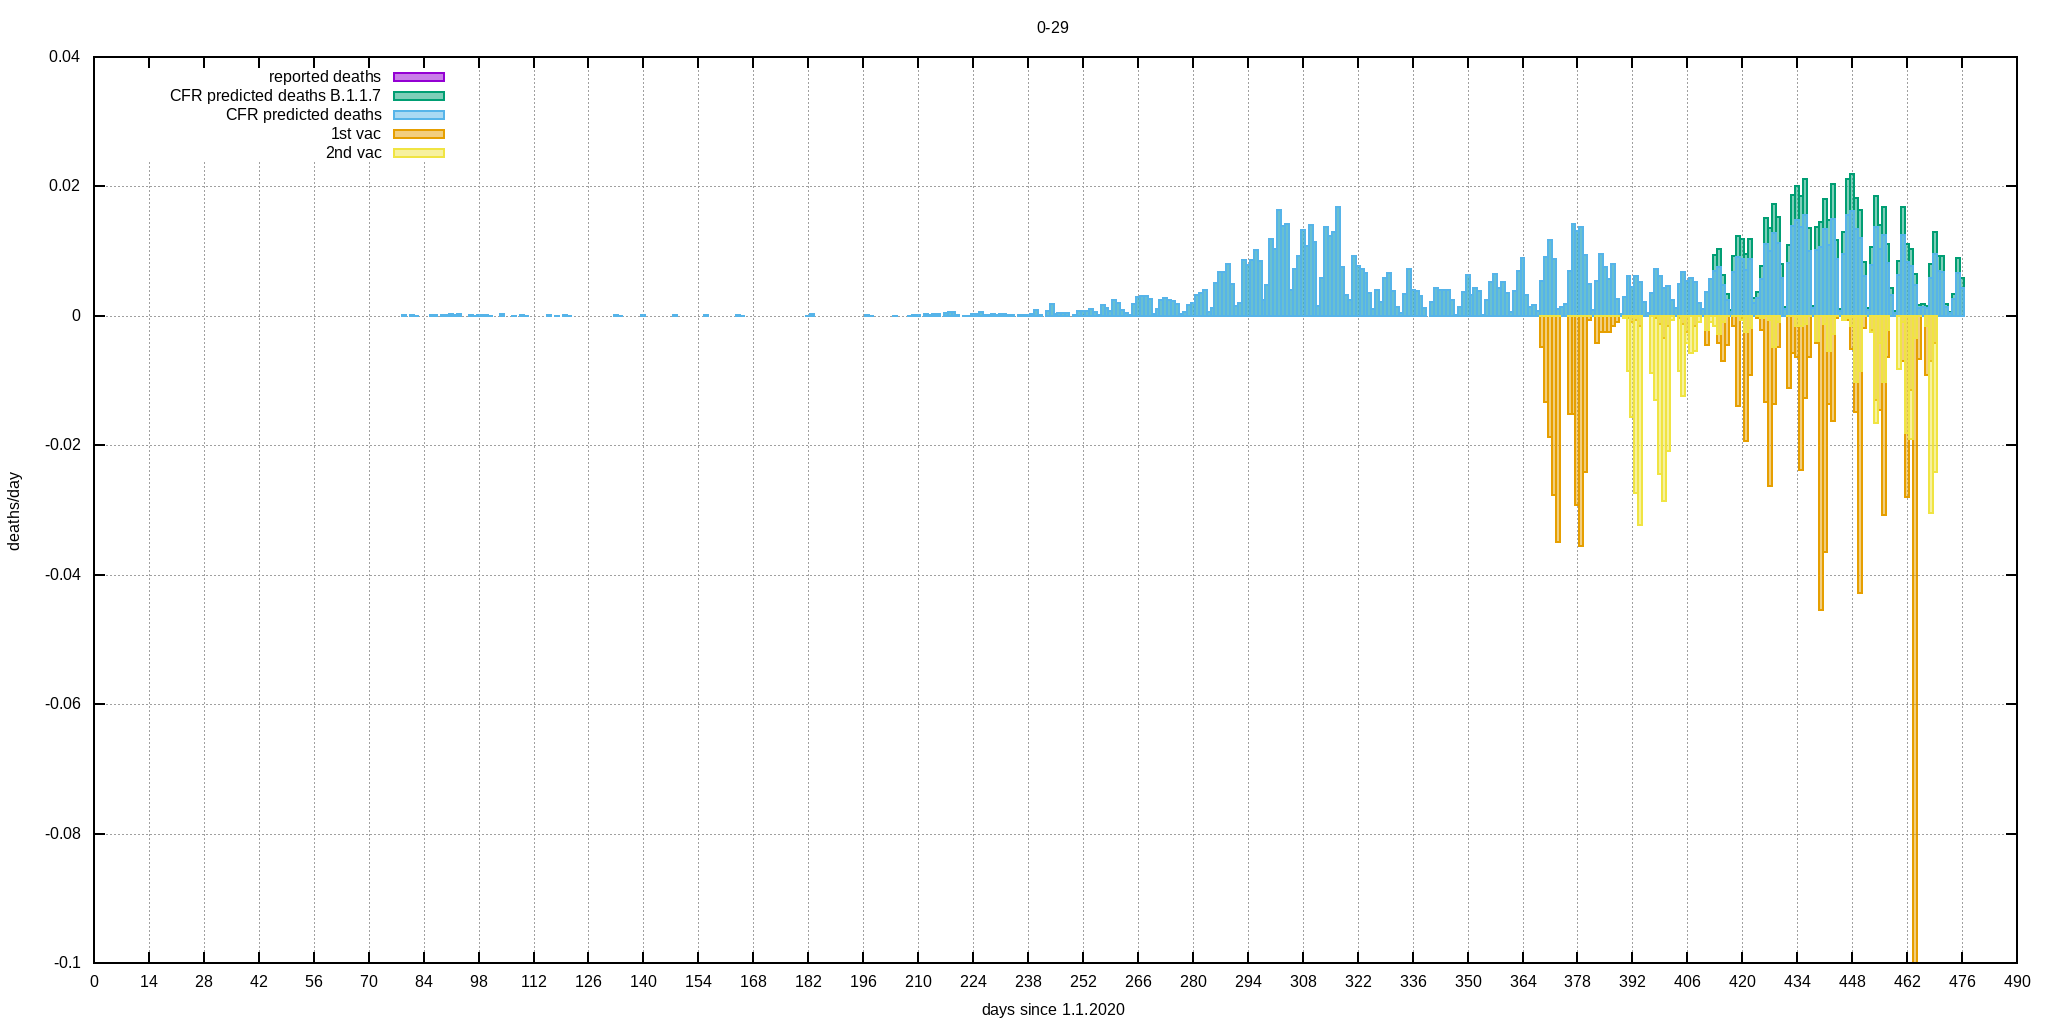 0-29
0.04
reported deaths
CFR predicted deaths B.1.1.7
CFR predicted deaths
1st vac
2nd vac
0.02
0
-0.02
-0.04
-0.06
-0.08
-0.1
deaths/day
0 14 28 42 56 70 84 98 112 126 140 154 168 182 196 210 224 238 252 266 280 294 308 322 336 350 364 378 392 406 420 434 448 462 476 490
days since 1.1.2020